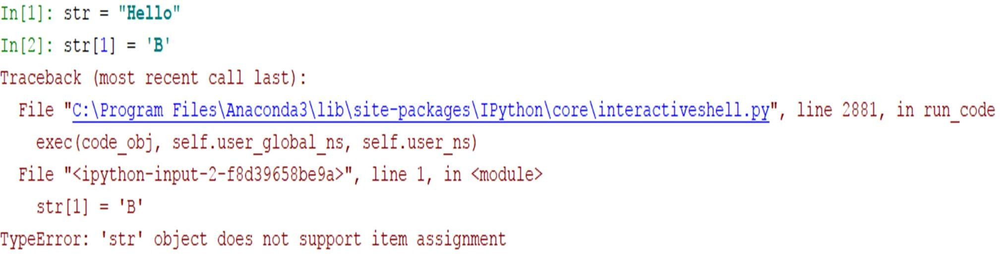 In[1]: str = "Hello"
In[2]: str[1] = 'B'
Traceback (most recent call last):
  File "C:\Program Files\Anaconda3\lib\site-packages\IPython\core\interactiveshell.py", line 2881, in run_code
    exec(code_obj, self.user_global_ns, self.user_ns)
  File "<ipython-input-2-f8d39658be9a>", line 1, in <module>
    str[1] = 'B'
TypeError: 'str' object does not support item assignment